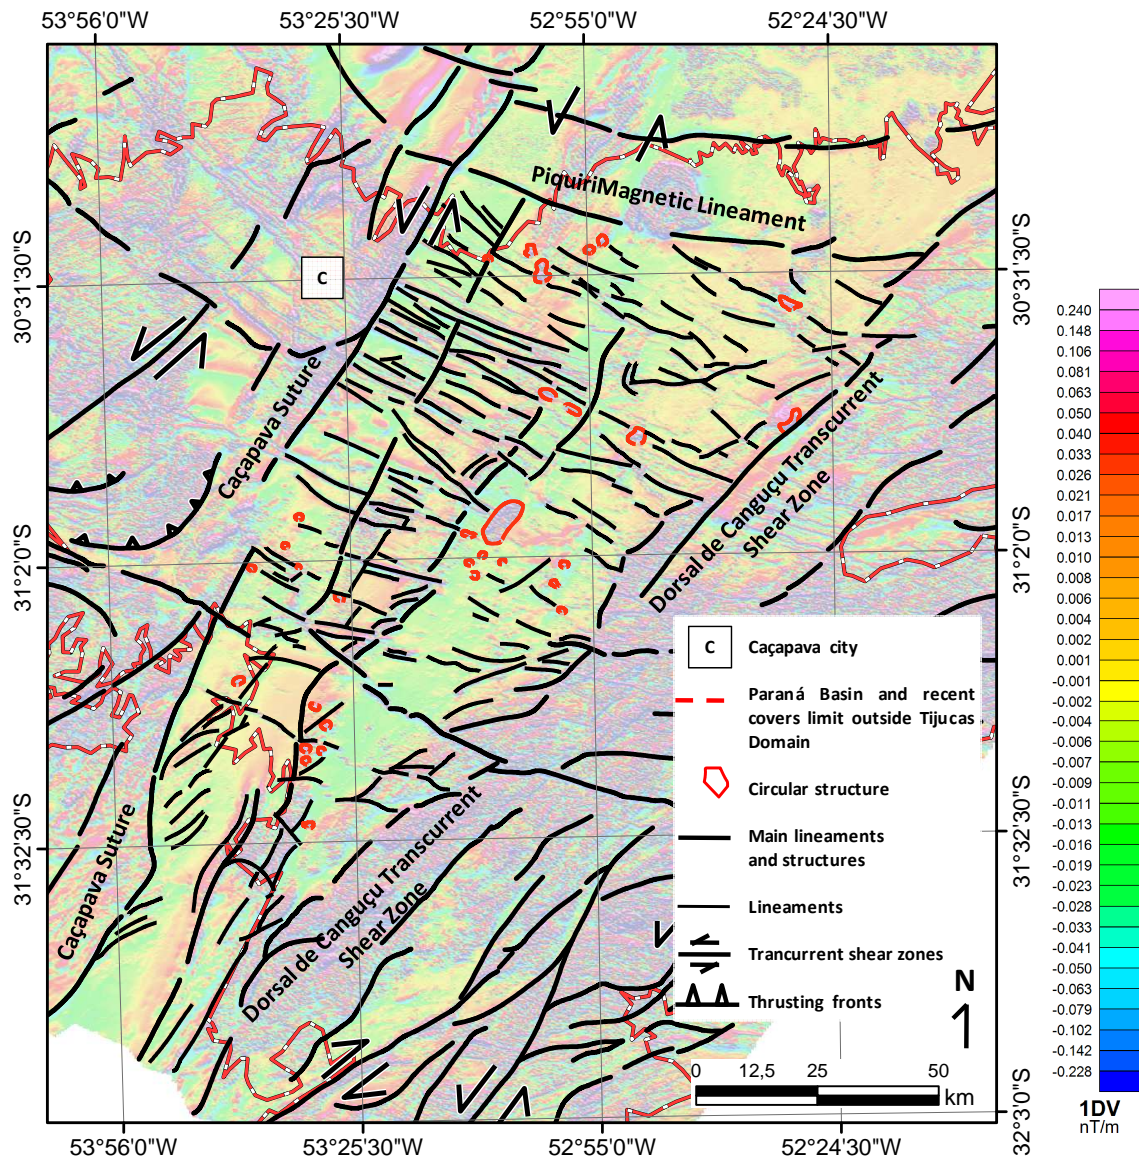 53°56'0"W
53°25'30"W
52°55'0"W
52°24'30"W
30°31'30"S
31°2'0"S
31°32'30"S
30°31'30"S
31°2'0"S
31°32'30"S
32°3'0"S
53°56'0"W
53°25'30"W
52°55'0"W
52°24'30"W
PiquiriMagnetic Lineament
C
Caçapava Suture
Dorsal de Canguçu Transcurrent
Shear Zone
Caçapava Suture
Dorsal de Canguçu Transcurrent
Shear Zone
C
Caçapava city
Paraná Basin and recent
covers limit outside Tijucas
Domain
Circular structure
Main lineaments
and structures
Lineaments
Trancurrent shear zones
Thrusting fronts
N
0 12,5 25 50
km
0.240
0.148
0.106
0.081
0.063
0.050
0.040
0.033
0.026
0.021
0.017
0.013
0.010
0.008
0.006
0.004
0.002
0.001
-0.001
-0.002
-0.004
-0.006
-0.007
-0.009
-0.011
-0.013
-0.016
-0.019
-0.023
-0.028
-0.033
-0.041
-0.050
-0.063
-0.079
-0.102
-0.142
-0.228
1DV
nT/m